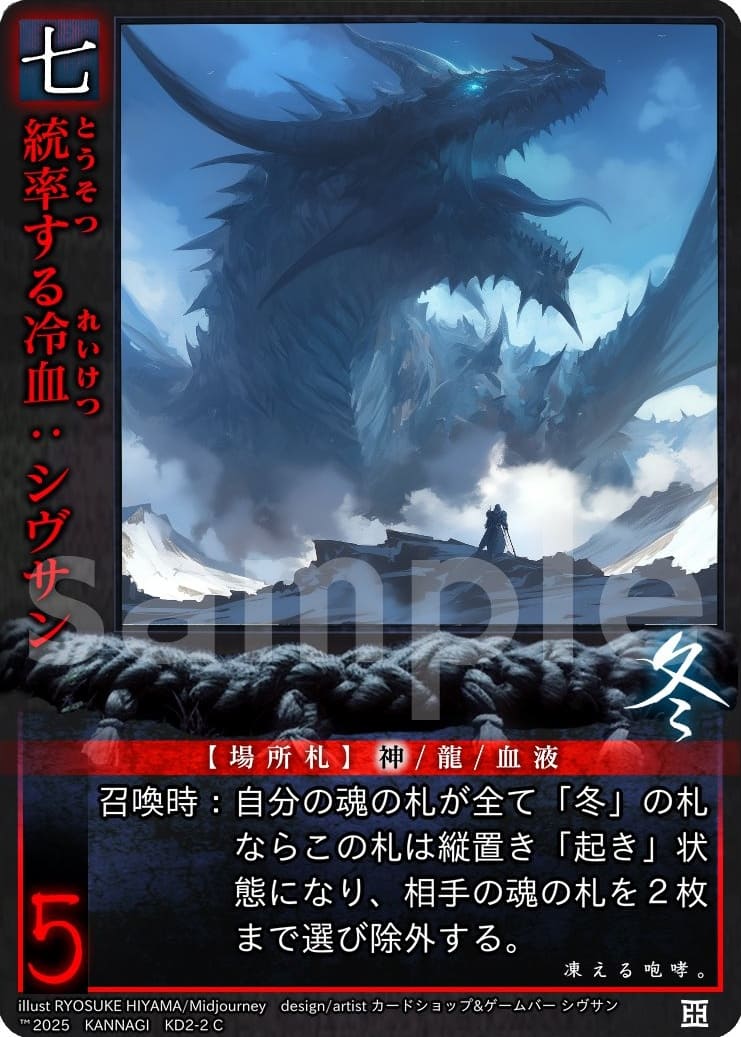 七
統率する冷血：シヴサン
とうそつ
れいけつ
sample
冬
【場所札】神/龍/血液
召喚時：自分の魂の札が全て「冬」の札
ならこの札は縦置き「起き」状
態になり、相手の魂の札を２枚
まで選び除外する。
凍える咆哮。
5
illust RYOSUKE HIYAMA/Midjourney design/artist カードショップ&ゲームバー シヴサン
™2025 KANNAGI KD2-2 C